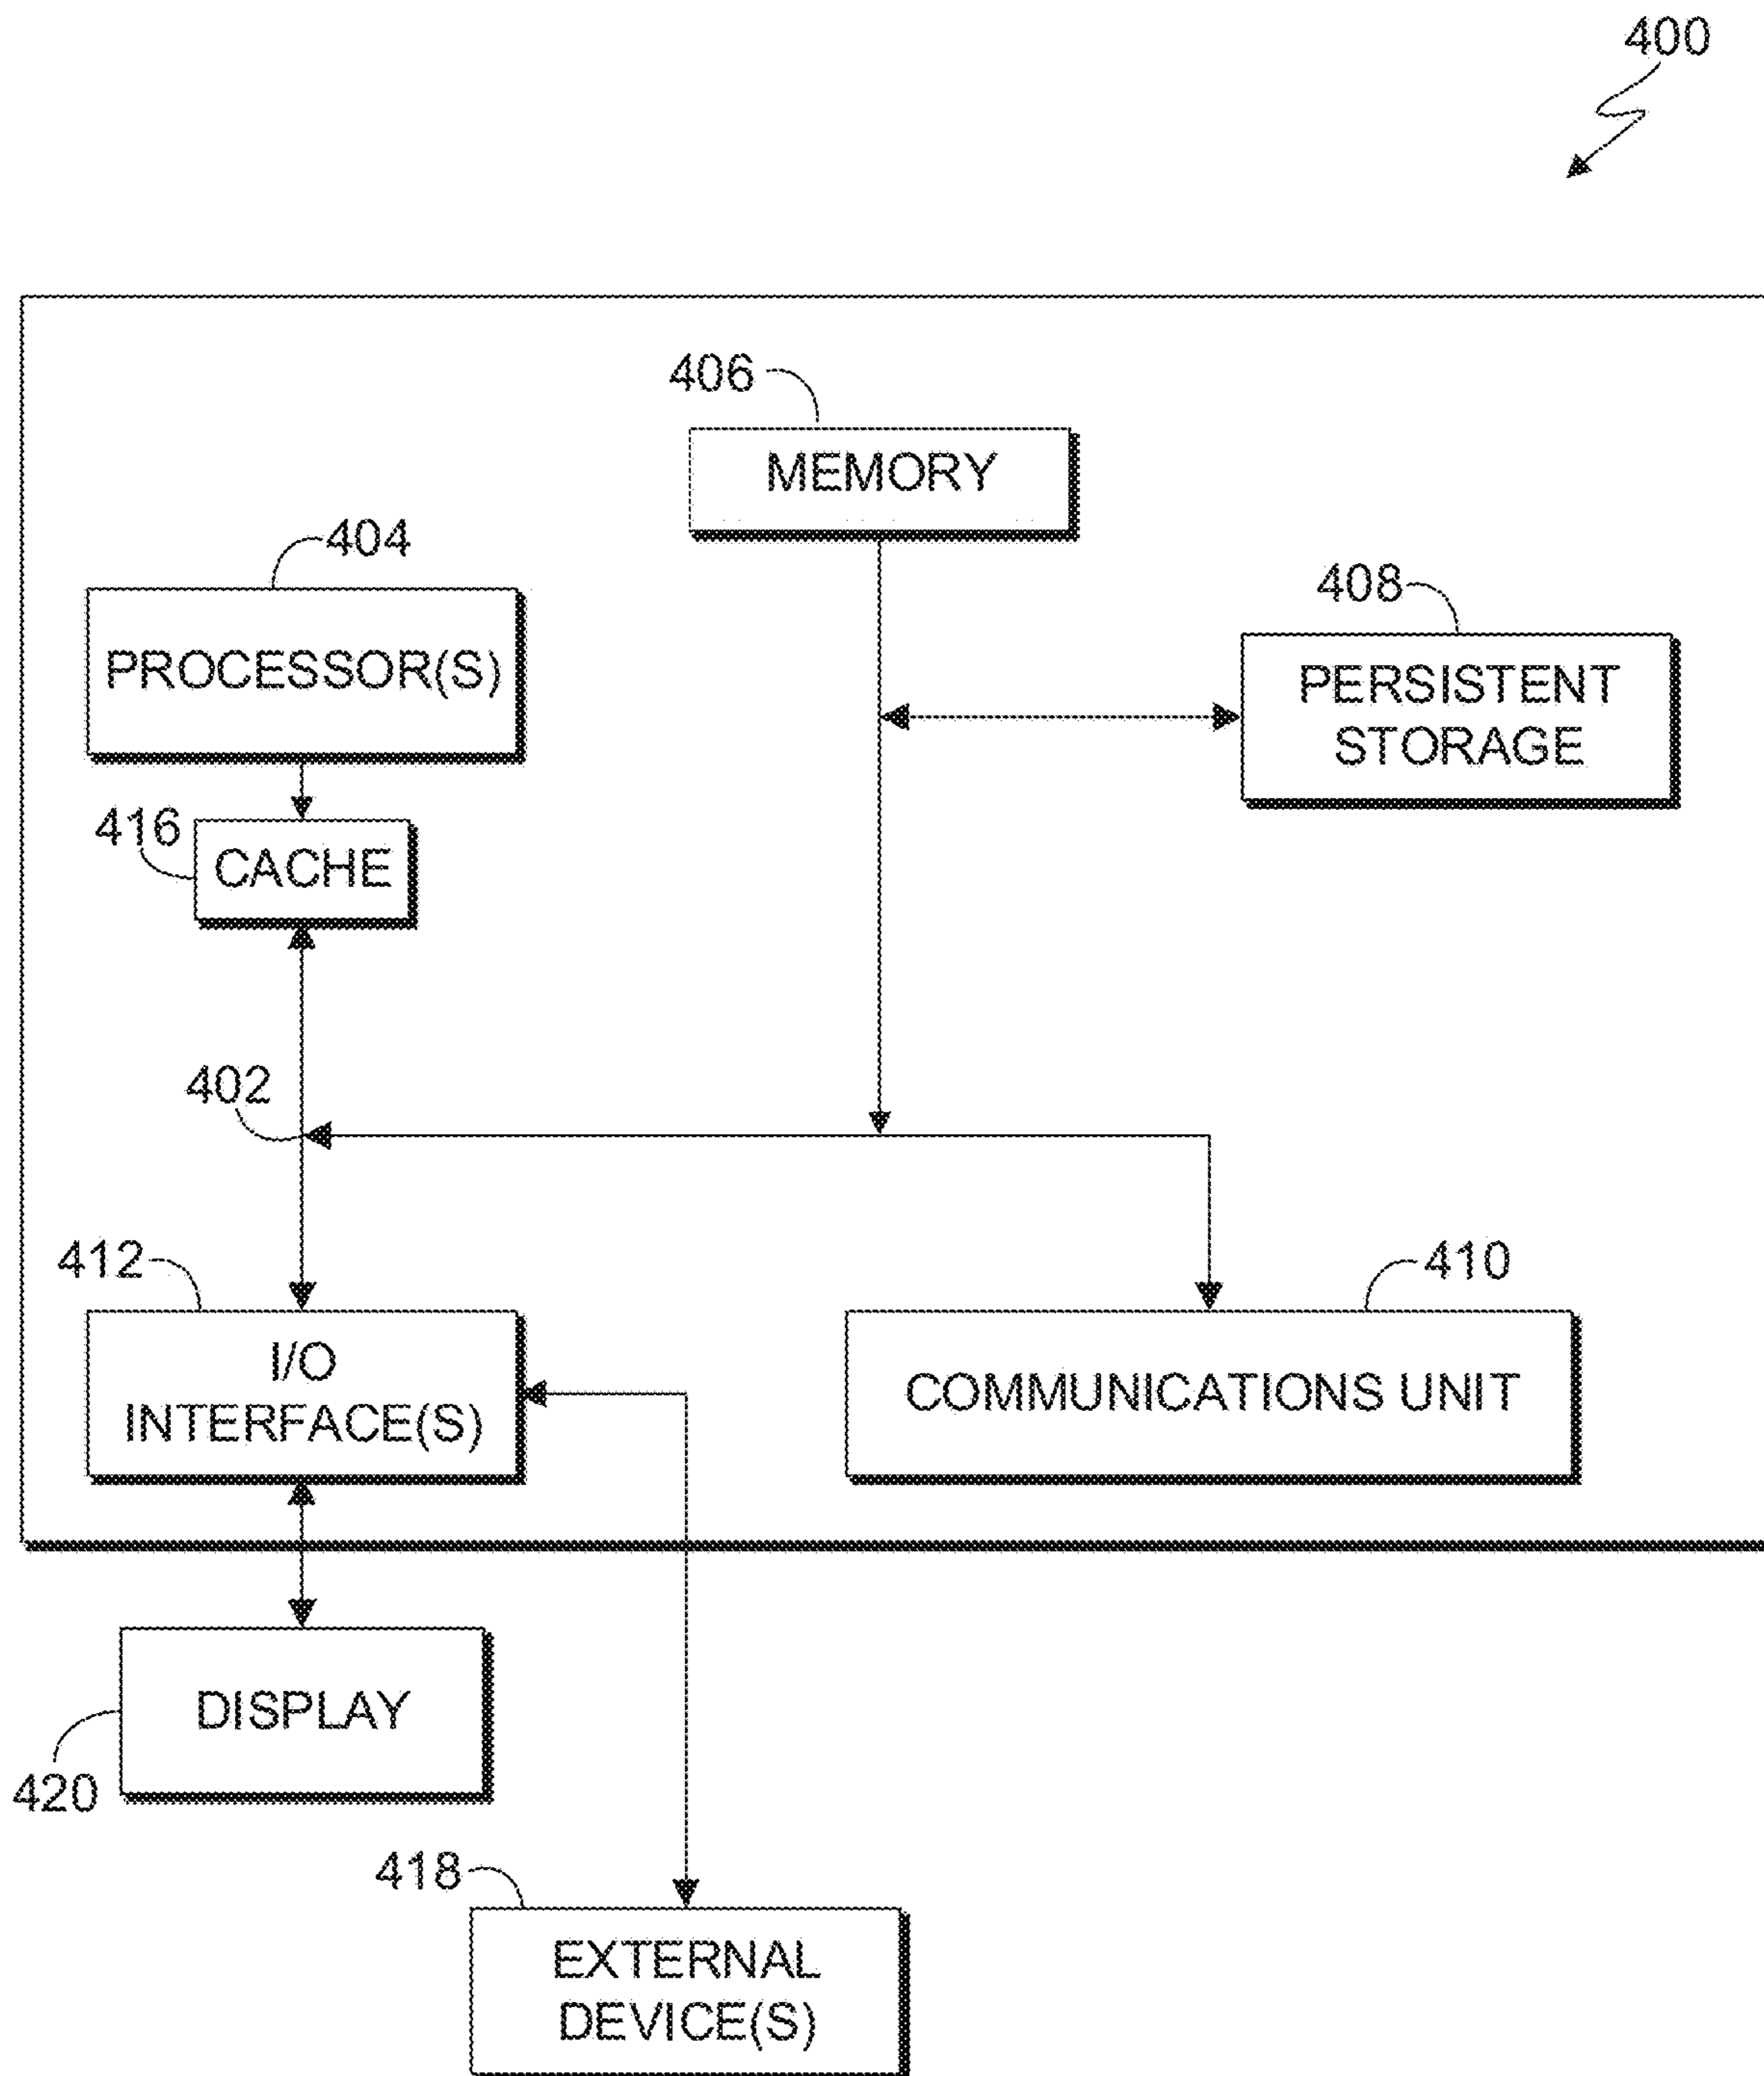 400
406
MEMORY
404
408
PROCESSOR(S)
PERSISTENT
STORAGE
416
CACHE
402
412
410
I/O
INTERFACE(S)
COMMUNICATIONS UNIT
DISPLAY
420
418
EXTERNAL
DEVICE(S)